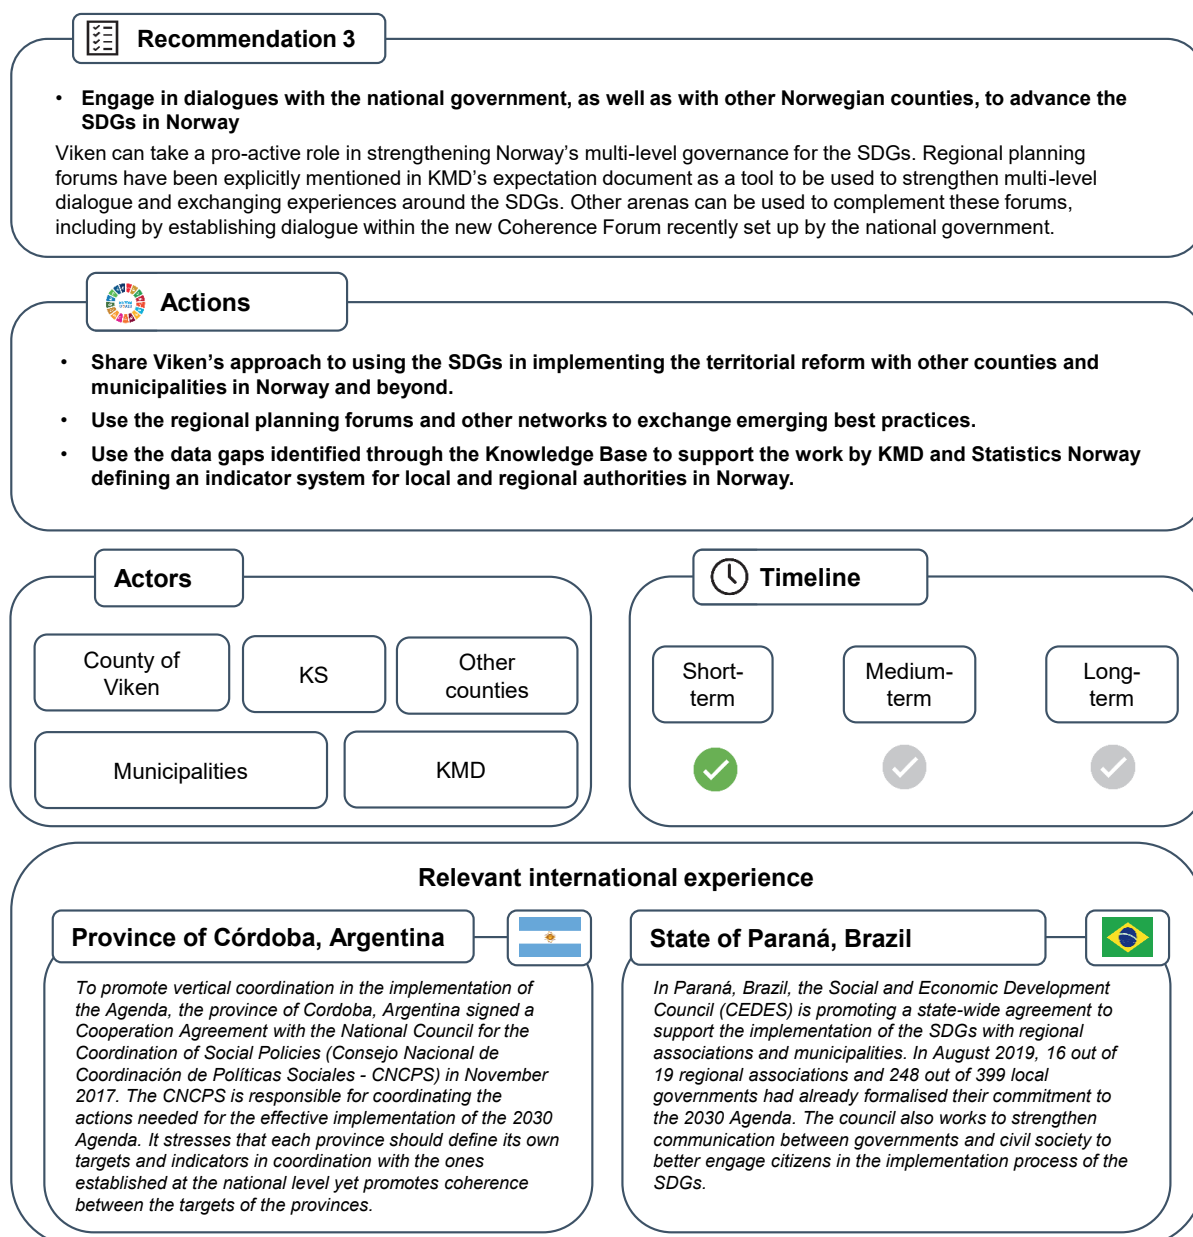 Recommendation 3
• Engage in dialogues with the national government, as well as with other Norwegian counties, to advance the
SDGs in Norway
Viken can take a pro-active role in strengthening Norway's multi-level governance for the SDGs. Regional planning
forums have been explicitly mentioned in KMD's expectation document as a tool to be used to strengthen multi-level
dialogue and exchanging experiences around the SDGs. Other arenas can be used to complement these forums,
including by establishing dialogue within the new Coherence Forum recently set up by the national government.
Actions
• Share Viken's approach to using the SDGs in implementing the territorial reform with other counties and
municipalities in Norway and beyond.
• Use the regional planning forums and other networks to exchange emerging best practices.
• Use the data gaps identified through the Knowledge Base to support the work by KMD and Statistics Norway
defining an indicator system for local and regional authorities in Norway.
Actors
County of
Viken
KS
Other
counties
Municipalities
KMD
Timeline
Short-
term
Medium-
term
Long-
term
Relevant international experience
Province of Córdoba, Argentina
To promote vertical coordination in the implementation of
the Agenda, the province of Cordoba, Argentina signed a
Cooperation Agreement with the National Council for the
Coordination of Social Policies (Consejo Nacional de
Coordinación de Políticas Sociales - CNCPS) in November
2017. The CNCPS is responsible for coordinating the
actions needed for the effective implementation of the 2030
Agenda. It stresses that each province should define its own
targets and indicators in coordination with the ones
established at the national level yet promotes coherence
between the targets of the provinces.
State of Paraná, Brazil
In Paraná, Brazil, the Social and Economic Development
Council (CEDES) is promoting a state-wide agreement to
support the implementation of the SDGs with regional
associations and municipalities. In August 2019, 16 out of
19 regional associations and 248 out of 399 local
governments had already formalised their commitment to
the 2030 Agenda. The council also works to strengthen
communication between governments and civil society to
better engage citizens in the implementation process of the
SDGs.